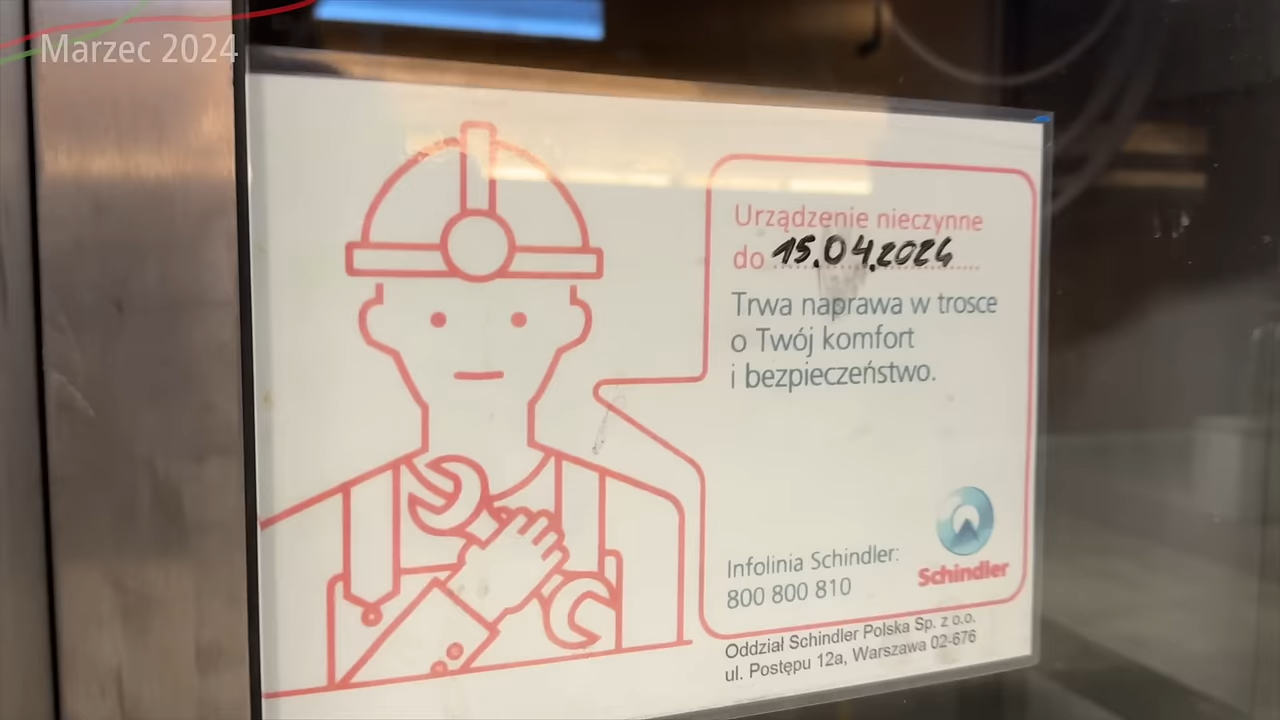 Marzec 2024
Urządzenie nieczynne
do 15.04.2024
Trwa naprawa w trosce
o Twój komfort
i bezpieczeństwo.
Infolinia Schindler:
800 800 810
Schindler
Oddział Schindler Polska Sp. z o.o.
ul. Postępu 12a, Warszawa 02-676